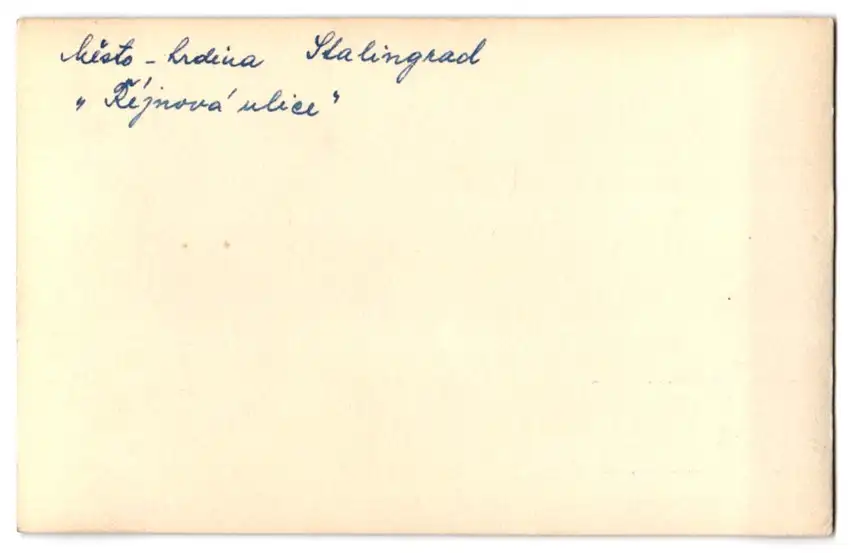 Město - hrdina Stalingrad
" Říjnová ulice "